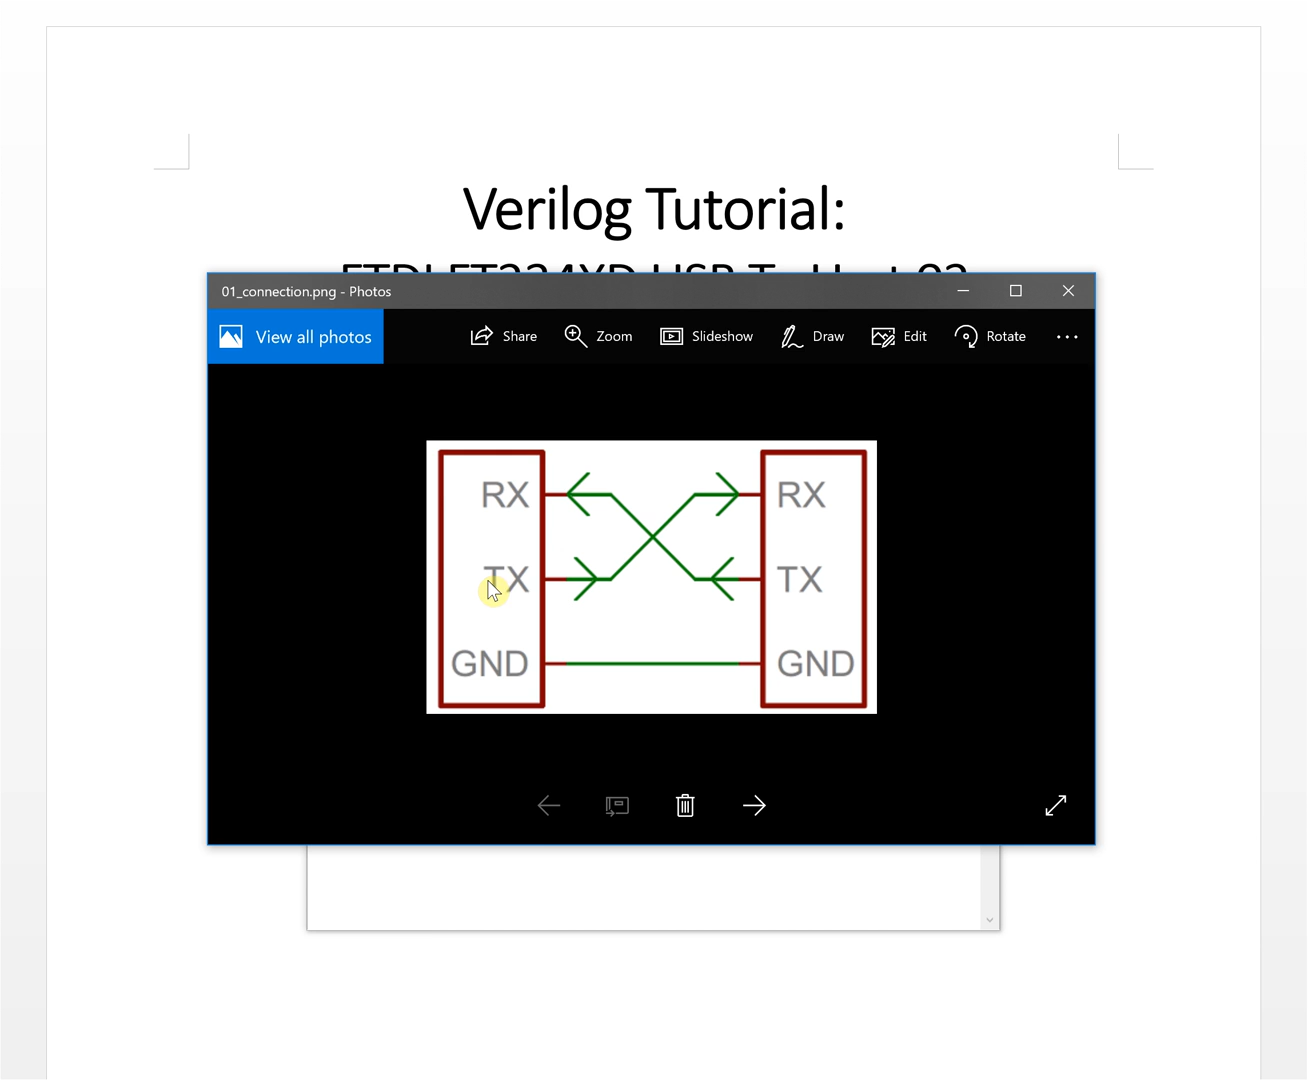 Verilog Tutorial:
01_connection.png - Photos
View all photos
Share
Zoom
Slideshow
Draw
Edit
Rotate
RX
RX
TX
TX
GND
GND